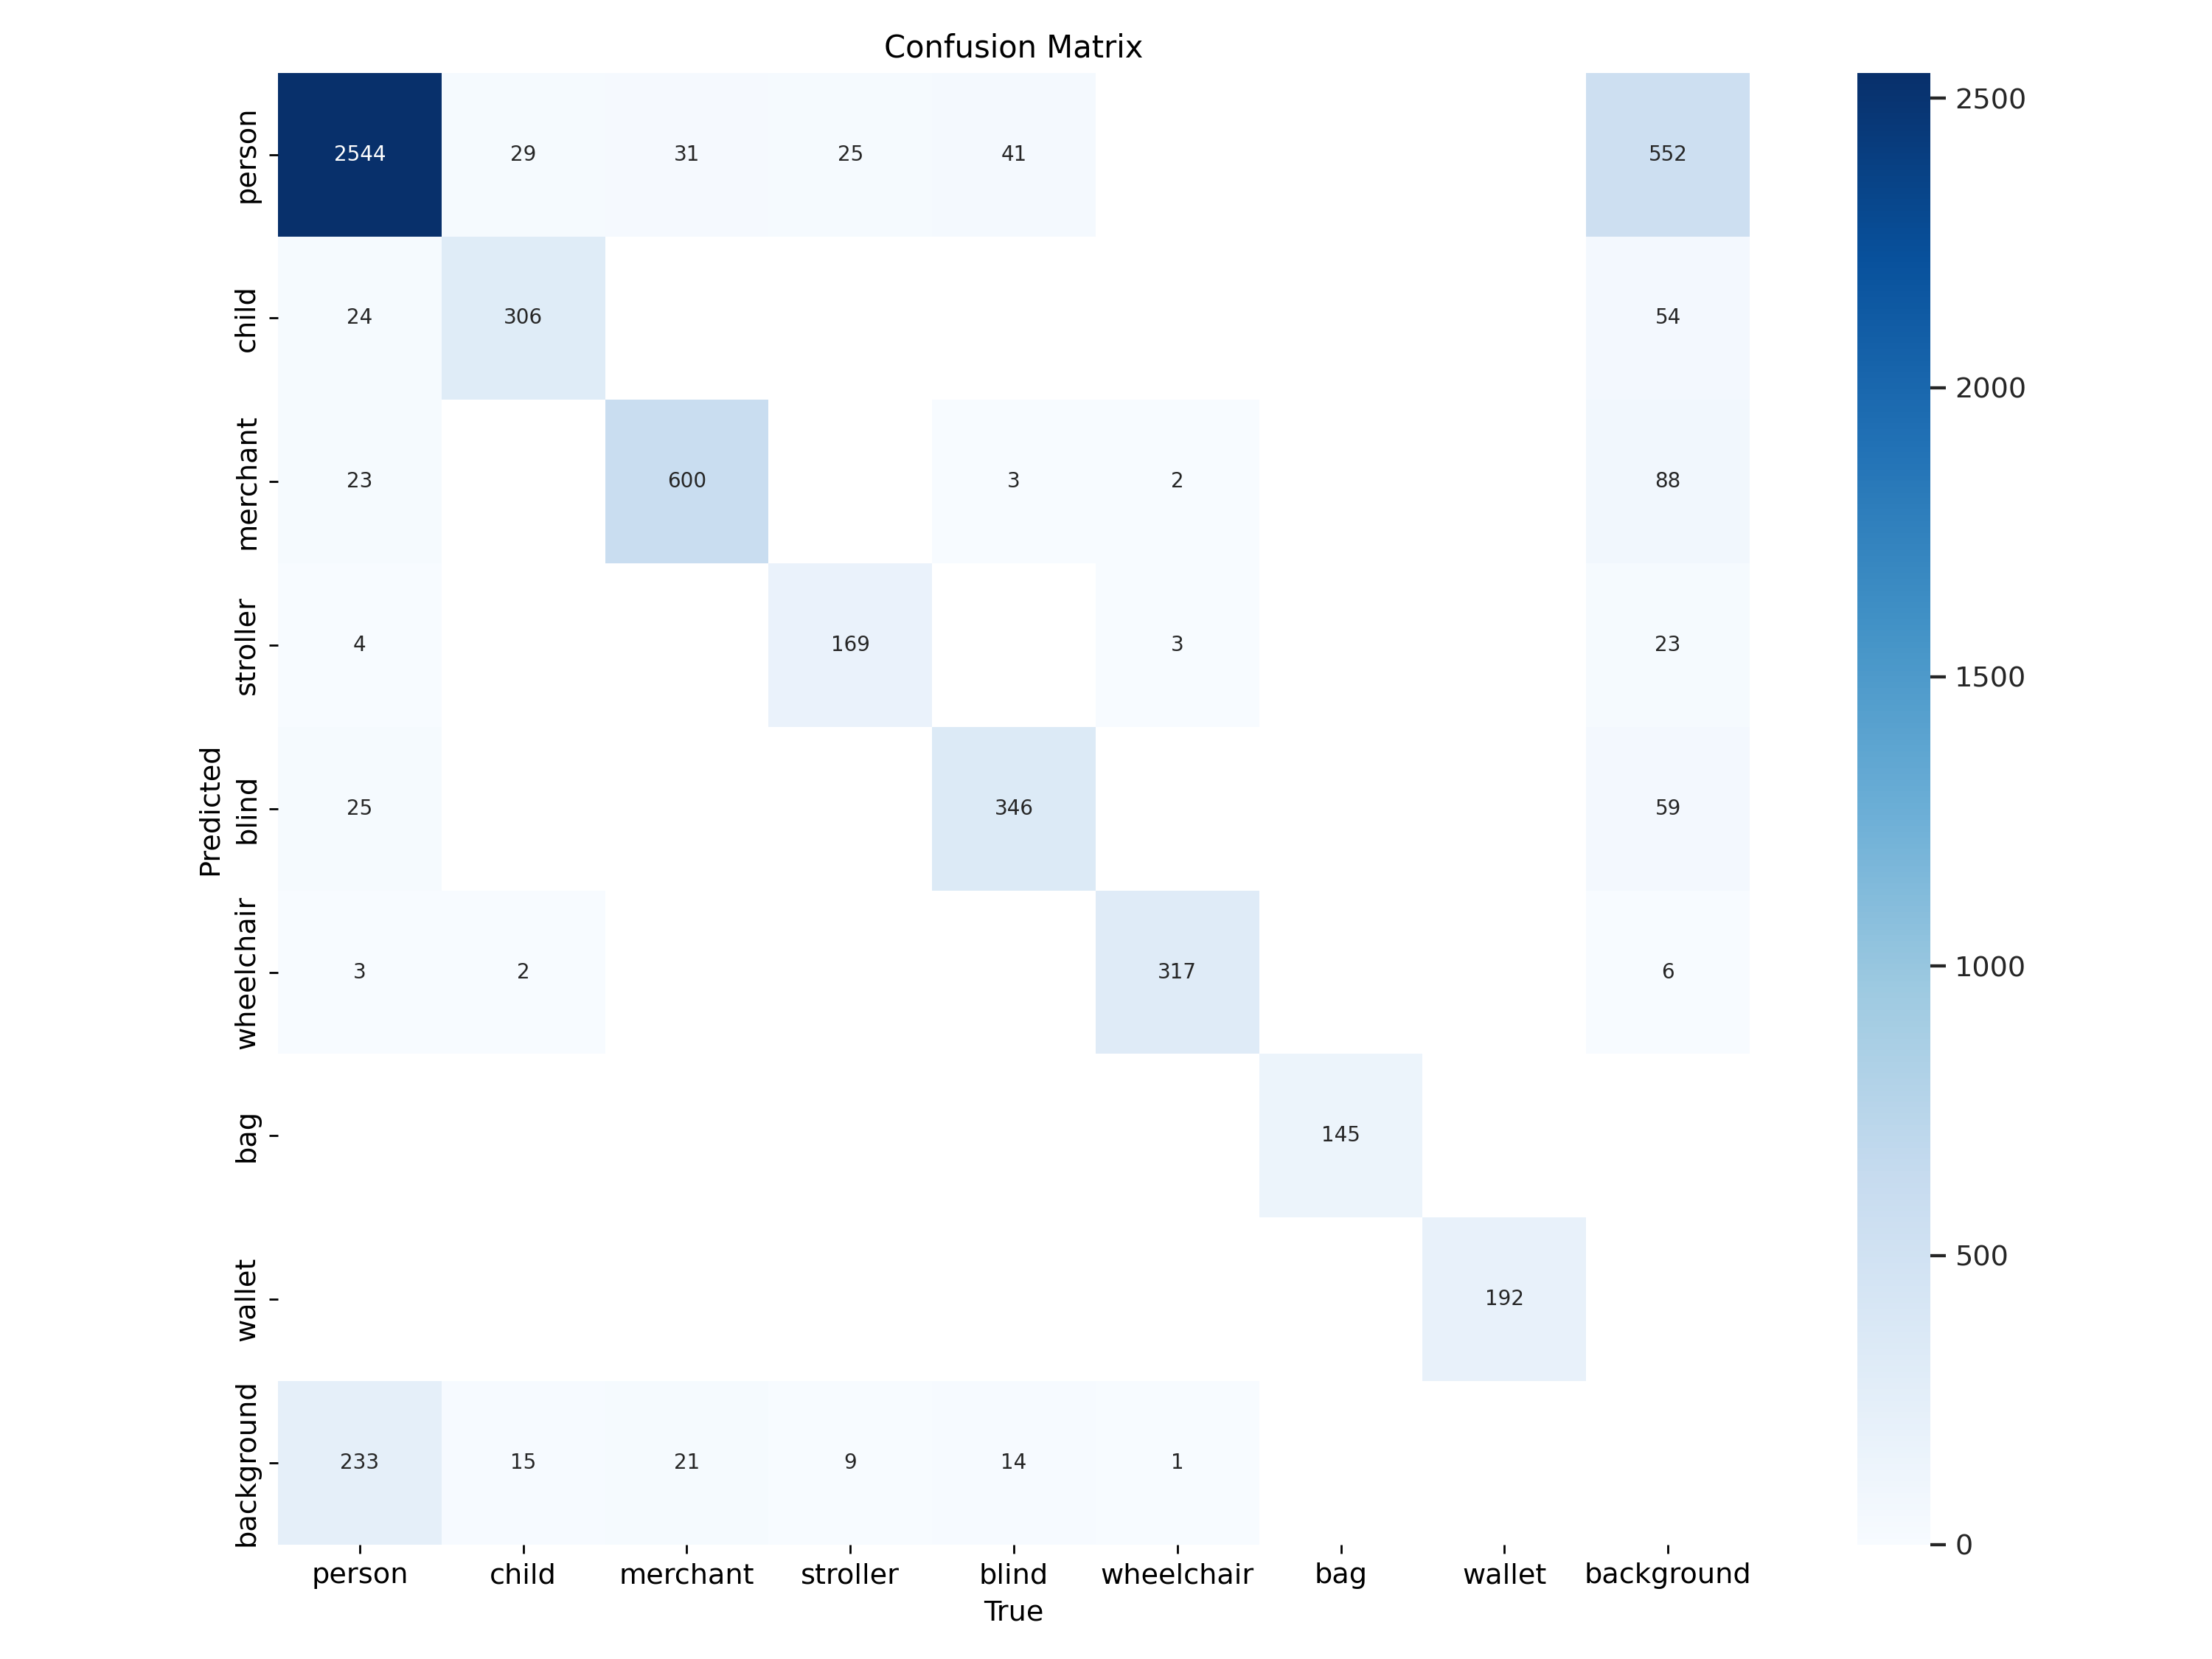 Confusion Matrix
person 2544 29 31 25 41 552
child 24 306 54
merchant 23 600 3 2 88
stroller 4 169 3 23
blind 25 346 59
wheelchair 3 2 317 6
bag 145
wallet 192
background 233 15 21 9 14 1
Predicted
person child merchant stroller blind wheelchair bag wallet background
True
2500
2000
1500
1000
500
0